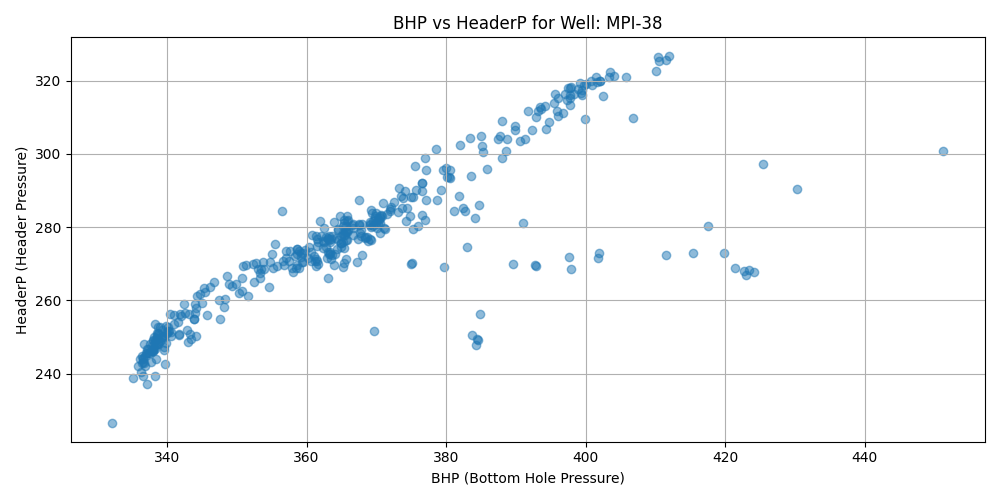 BHP vs HeaderP for Well: MPI-38
HeaderP (Header Pressure)
320
300
280
260
240
340 360 380 400 420 440
BHP (Bottom Hole Pressure)